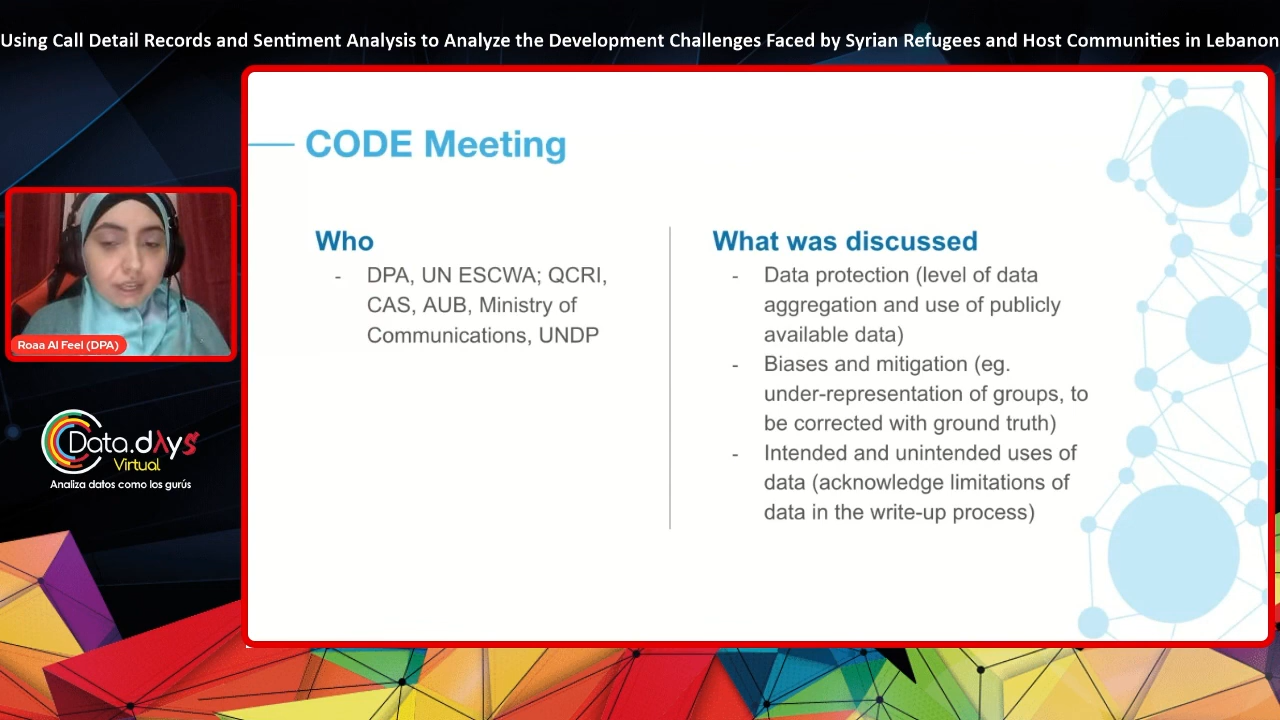 Using Call Detail Records and Sentiment Analysis to Analyze the Development Challenges Faced by Syrian Refugees and Host Communities in Lebanon
CODE Meeting
Who
- DPA, UN ESCWA; QCRI,
CAS, AUB, Ministry of
Communications, UNDP
What was discussed
- Data protection (level of data
aggregation and use of publicly
available data)
- Biases and mitigation (eg.
under-representation of groups, to
be corrected with ground truth)
- Intended and unintended uses of
data (acknowledge limitations of
data in the write-up process)
Roaa Al Feel (DPA)
Data.dAys
Virtual
Analiza datos como los gurús